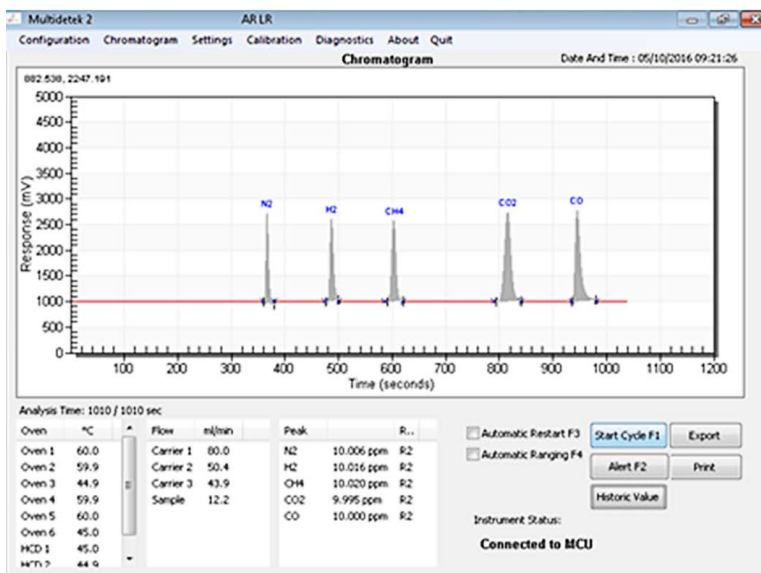 Multidetek 2 AR LR
Configuration Chromatogram Settings Calibration Diagnostics About Quit
Chromatogram Date And Time : 05/10/2016 09:21:26
882.538, 2247.191
5000
4500
4000
3500
3000
2500
2000
1500
1000
500
0
Response (mV)
N2 H2 CH4 CO2 CO
100 200 300 400 500 600 700 800 900 1000 1100 1200
Time (seconds)
Analysis Time: 1010 / 1010 sec
Oven °C
Oven 1 60.0
Oven 2 59.9
Oven 3 44.9
Oven 4 59.9
Oven 5 60.0
Oven 6 45.0
HCD 1 45.0
HCD 2 44.9
Flow ml/min
Carrier 1 80.0
Carrier 2 50.4
Carrier 3 43.9
Sample 12.2
Peak R..
N2 10.006 ppm R2
H2 10.016 ppm R2
CH4 10.020 ppm R2
CO2 9.995 ppm R2
CO 10.000 ppm R2
Automatic Restart F3
Automatic Ranging F4
Start Cycle F1 Export
Alert F2 Print
Historic Value
Instrument Status:
Connected to MCU